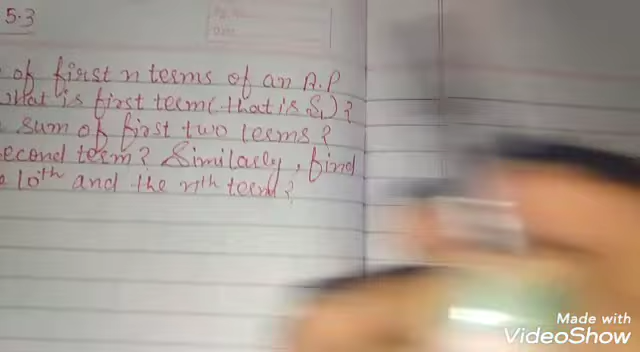 5.3
of first n terms of an A.P
What is first term (that is S1)?
sum of first two terms?
second term? Similarly, find
10th and the nth term?
Made with
VideoShow